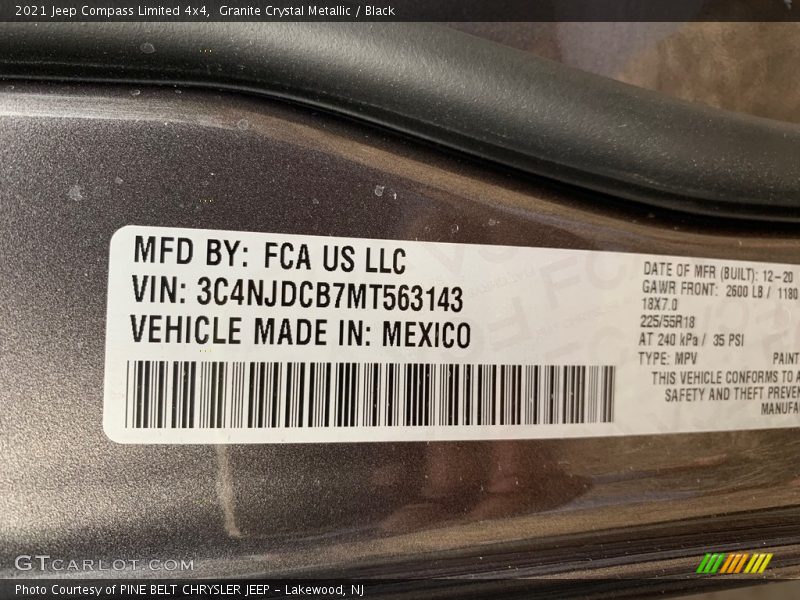 2021 Jeep Compass Limited 4x4,  Granite Crystal Metallic / Black
MFD BY: FCA US LLC
VIN: 3C4NJDCB7MT563143
VEHICLE MADE IN: MEXICO
DATE OF MFR (BUILT): 12-20
GAWR FRONT: 2600 LB / 1180
18X7.0
225/55R18
AT 240 kPa / 35 PSI
TYPE: MPV PAINT
THIS VEHICLE CONFORMS TO
SAFETY AND THEFT PREVEN
MANUFA
GTCARLOT.COM
Photo Courtesy of PINE BELT CHRYSLER JEEP - Lakewood, NJ